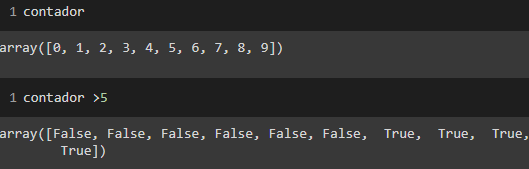 1 contador
array([0, 1, 2, 3, 4, 5, 6, 7, 8, 9])
1 contador >5
array([False, False, False, False, False, False, True, True, True,
True])